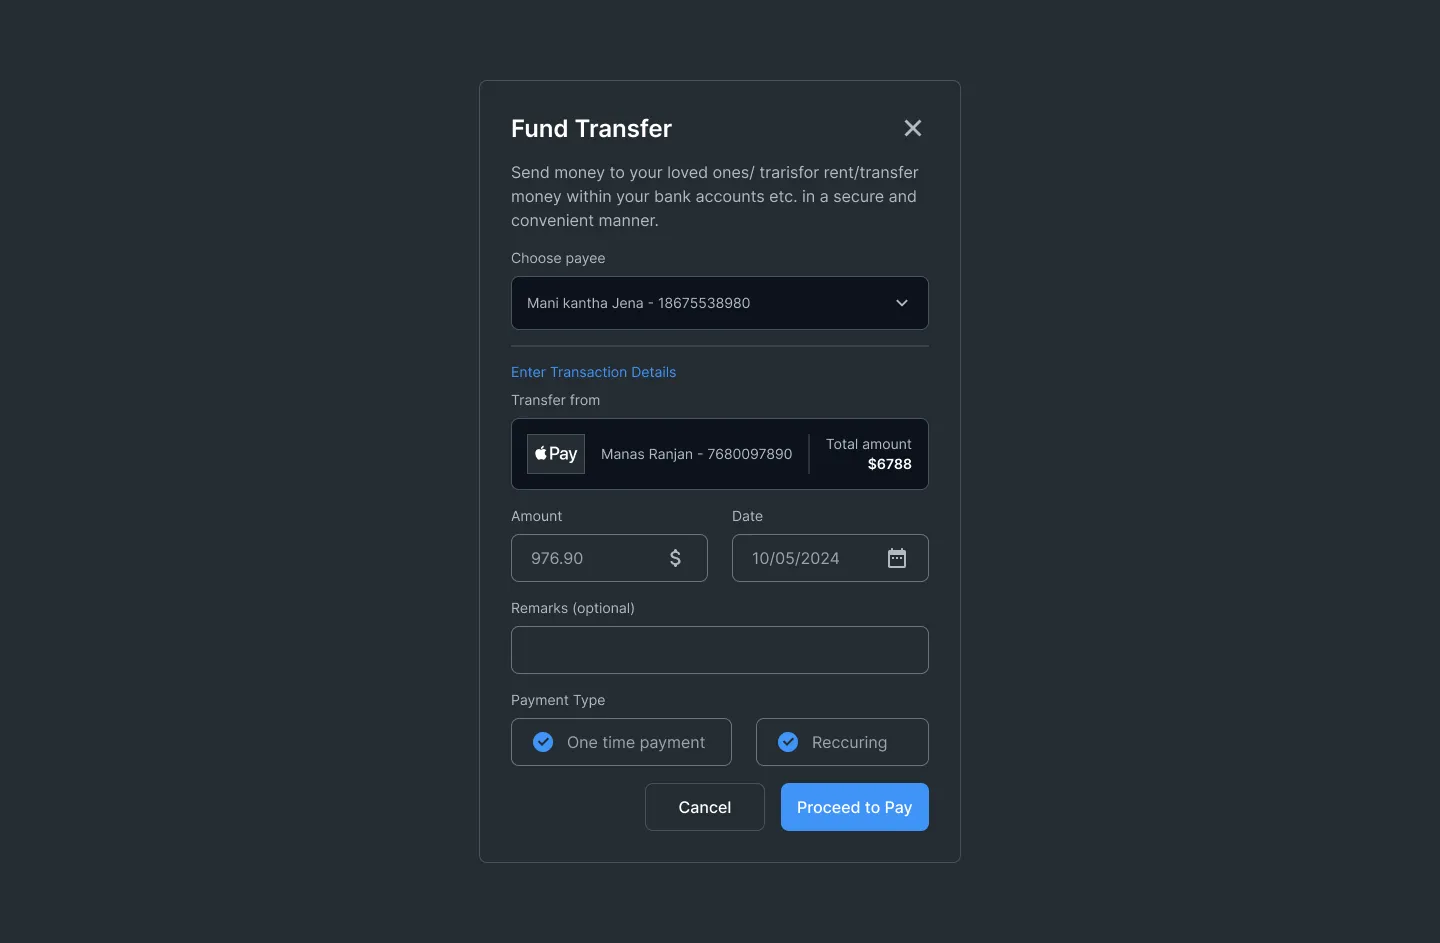 Fund Transfer
Send money to your loved ones/ trarisfor rent/transfer
money within your bank accounts etc. in a secure and
convenient manner.
Choose payee
Mani kantha Jena - 18675538980
Enter Transaction Details
Transfer from
Pay Manas Ranjan - 7680097890
Total amount
$6788
Amount Date
976.90 $ 10/05/2024
Remarks (optional)
Payment Type
One time payment Reccuring
Cancel Proceed to Pay